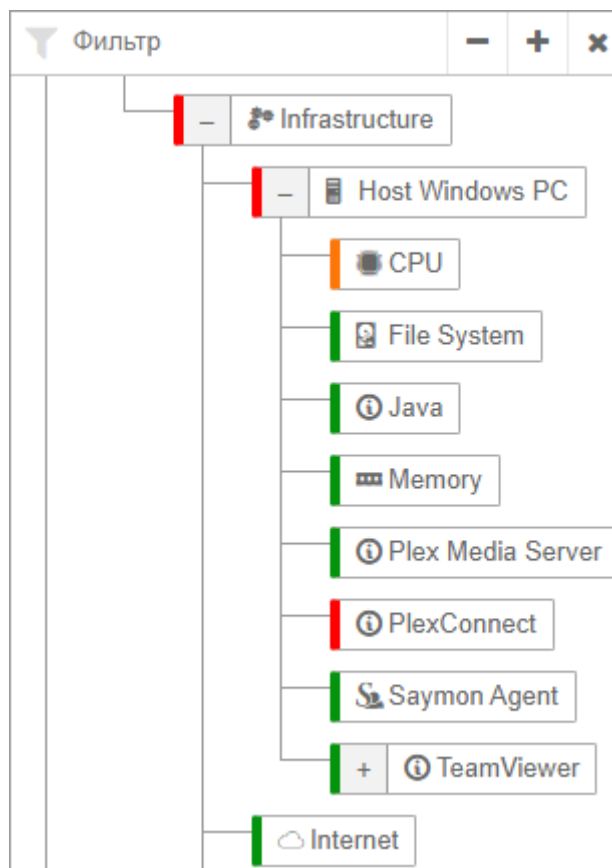 Фильтр
Infrastructure
Host Windows PC
CPU
File System
Java
Memory
Plex Media Server
PlexConnect
Saymon Agent
TeamViewer
Internet